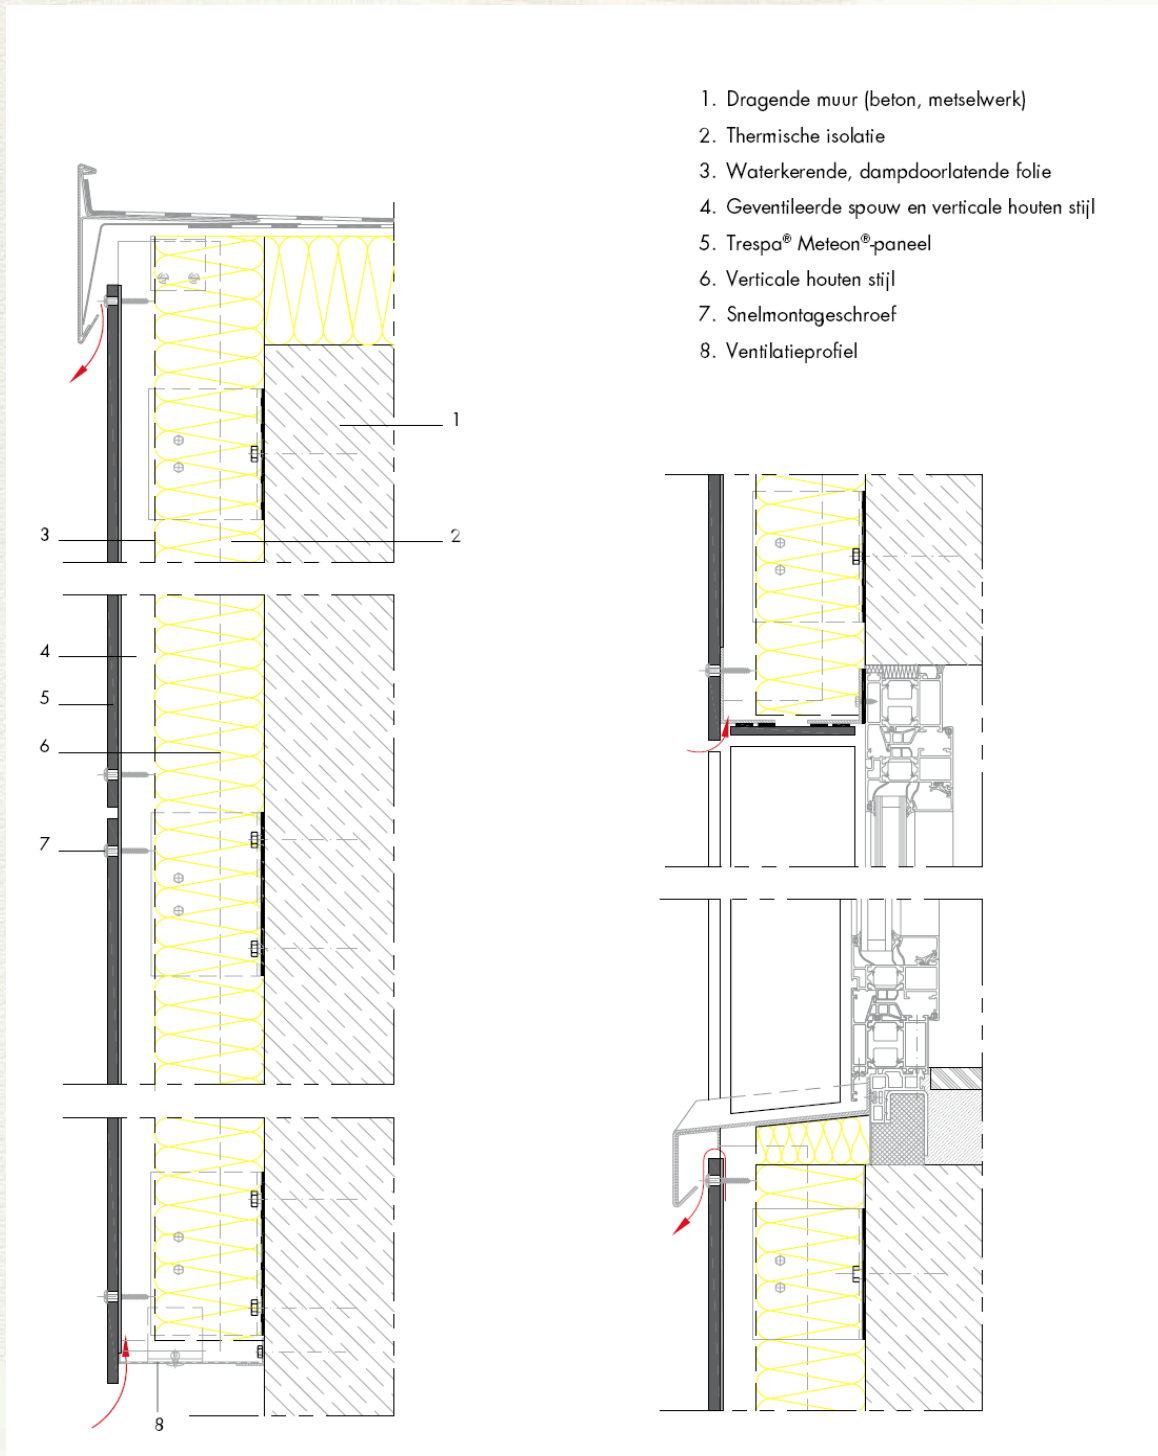 1. Dragende muur (beton, metselwerk)
2. Thermische isolatie
3. Waterkerende, dampdoorlatende folie
4. Geventileerde spouw en verticale houten stijl
5. Trespa® Meteon®-paneel
6. Verticale houten stijl
7. Snelmontageschroef
8. Ventilatieprofiel
1
3
2
4
5
6
7
8